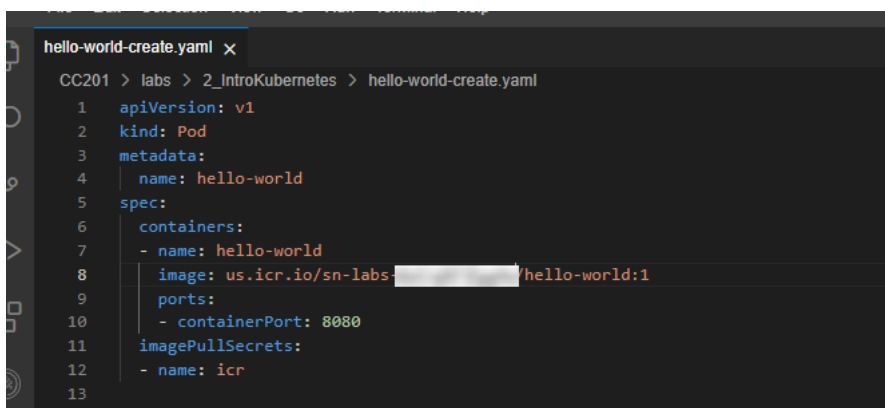 hello-world-create.yaml ×
CC201 > labs > 2_IntroKubernetes > hello-world-create.yaml
1 apiVersion: v1
2 kind: Pod
3 metadata:
4 name: hello-world
5 spec:
6 containers:
7 - name: hello-world
8 image: us.icr.io/sn-labs- /hello-world:1
9 ports:
10 - containerPort: 8080
11 imagePullSecrets:
12 - name: icr
13